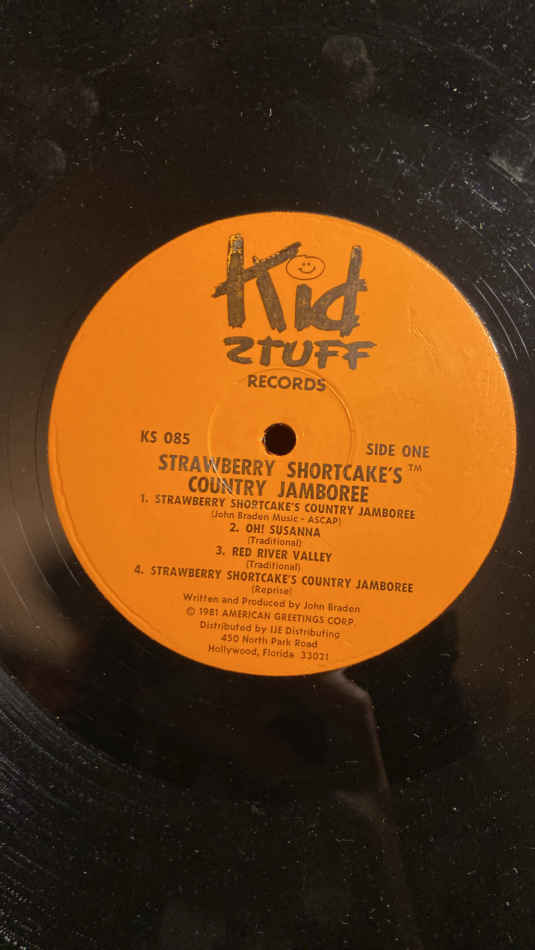 Kid
STUFF
RECORDS
KS 085
SIDE ONE
STRAWBERRY SHORTCAKE'S™
COUNTRY JAMBOREE
1. STRAWBERRY SHORTCAKE'S COUNTRY JAMBOREE
(John Braden Music - ASCAP)
2. OH! SUSANNA
(Traditional)
3. RED RIVER VALLEY
(Traditional)
4. STRAWBERRY SHORTCAKE'S COUNTRY JAMBOREE
(Reprise)
Written and Produced by John Braden
© 1981 AMERICAN GREETINGS CORP.
Distributed by IJE Distributing
450 North Park Road
Hollywood, Florida 33021